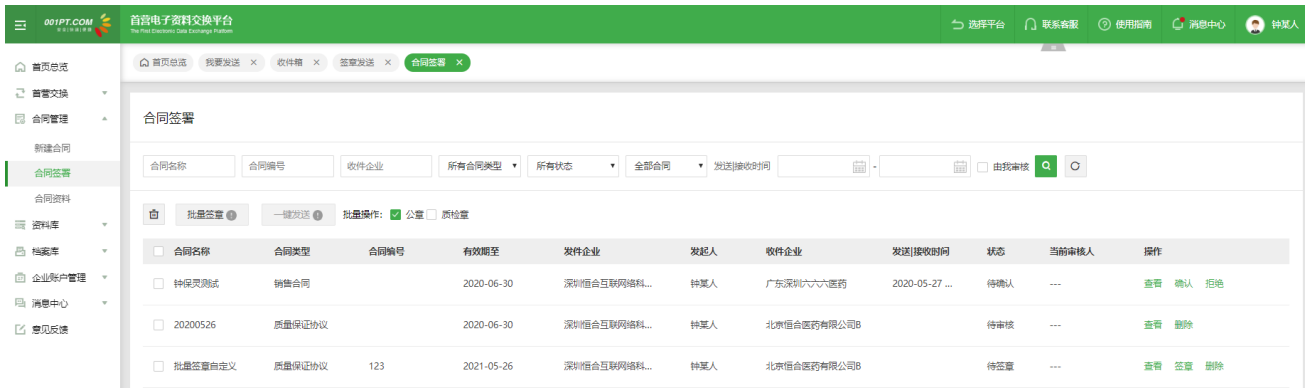 001PT.COM
首营电子资料交换平台
The First Electronic Data Exchange Platform
选择平台 联系客服 使用指南 消息中心 钟某人
首页总览 我要发送 × 收件箱 × 签章发送 × 合同签署 ×
首页总览
首营交换
合同管理
新建合同
合同签署
合同资料
资料库
档案库
企业账户管理
消息中心
意见反馈
合同签署
合同名称 合同编号 收件企业 所有合同类型 所有状态 全部合同 发送|接收时间 - 由我审核
批量签章 一键发送 批量操作: 公章 质检章
合同名称 合同类型 合同编号 有效期至 发件企业 发起人 收件企业 发送|接收时间 状态 当前审核人 操作
钟保灵测试 销售合同 2020-06-30 深圳恒合互联网络科... 钟某人 广东深圳六六六医药 2020-05-27 ... 待确认 --- 查看 确认 拒绝
20200526 质量保证协议 2020-06-30 深圳恒合互联网络科... 钟某人 北京恒合医药有限公司B 待审核 --- 查看 删除
批量签章自定义 质量保证协议 123 2021-05-26 深圳恒合互联网络科... 钟某人 北京恒合医药有限公司B 待签章 --- 查看 签章 删除